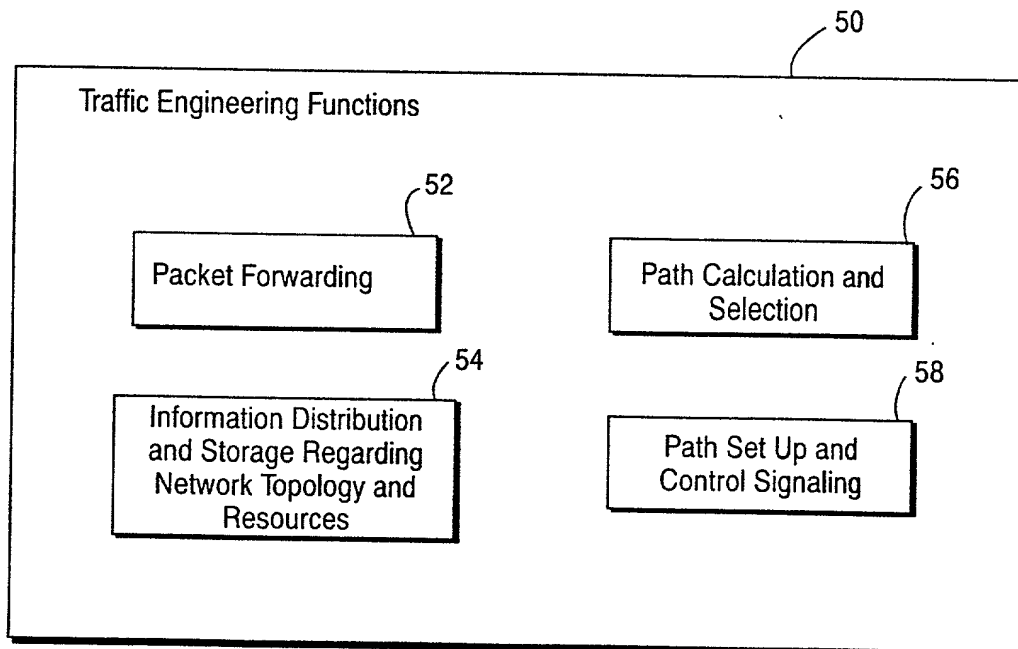 50
Traffic Engineering Functions
52
Packet Forwarding
56
Path Calculation and
Selection
54
Information Distribution
and Storage Regarding
Network Topology and
Resources
58
Path Set Up and
Control Signaling